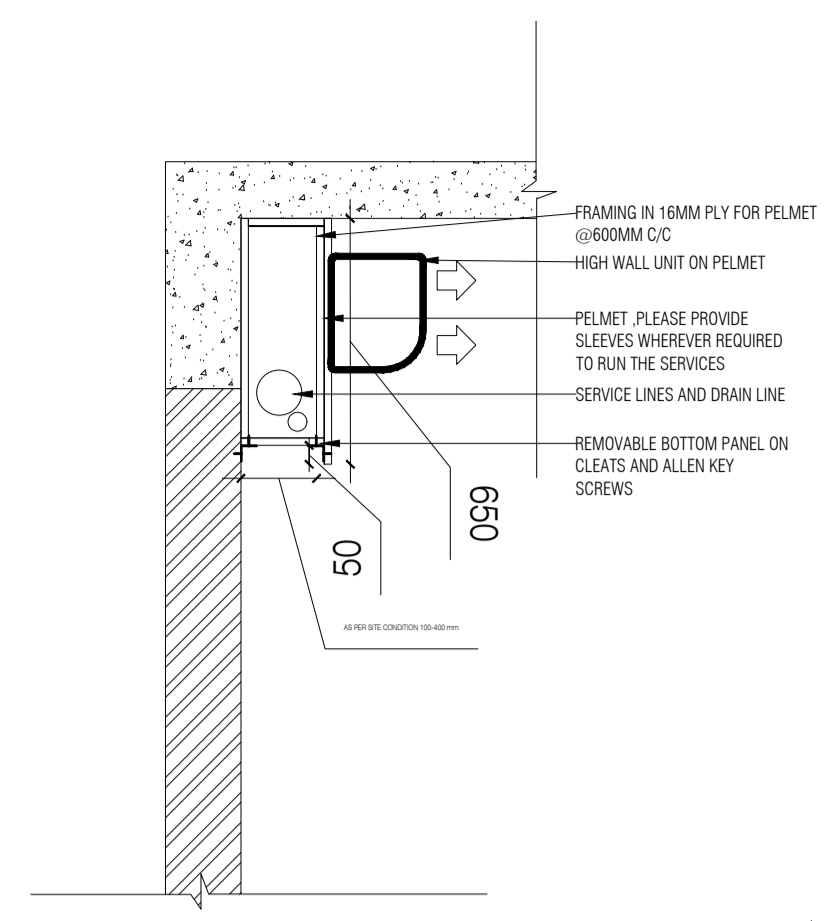 FRAMING IN 16MM PLY FOR PELMET
@600MM C/C
HIGH WALL UNIT ON PELMET
PELMET ,PLEASE PROVIDE
SLEEVES WHEREVER REQUIRED
TO RUN THE SERVICES
SERVICE LINES AND DRAIN LINE
REMOVABLE BOTTOM PANEL ON
CLEATS AND ALLEN KEY
SCREWS
650
50
AS PER SITE CONDITION 100-400 mm